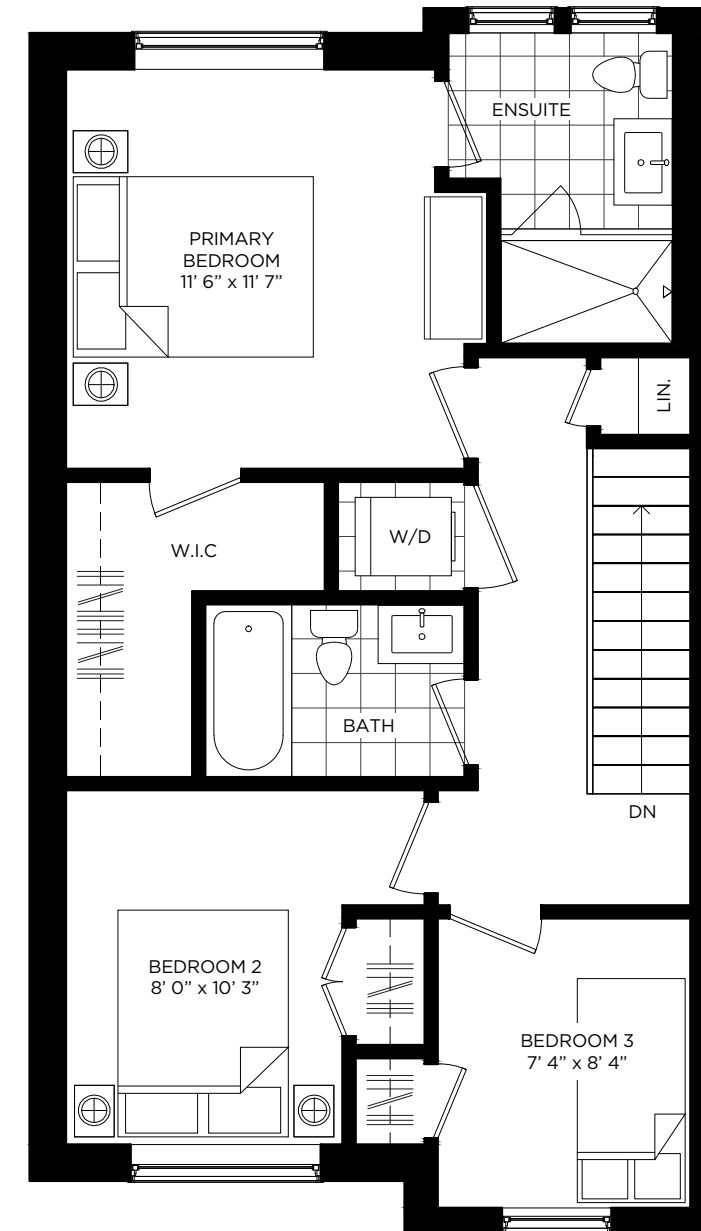 ENSUITE
PRIMARY
BEDROOM
11’ 6” x 11’ 7”
LIN.
W/D
W.I.C
BATH
DN
BEDROOM 2
8’ 0” x 10’ 3”
BEDROOM 3
7’ 4” x 8’ 4”